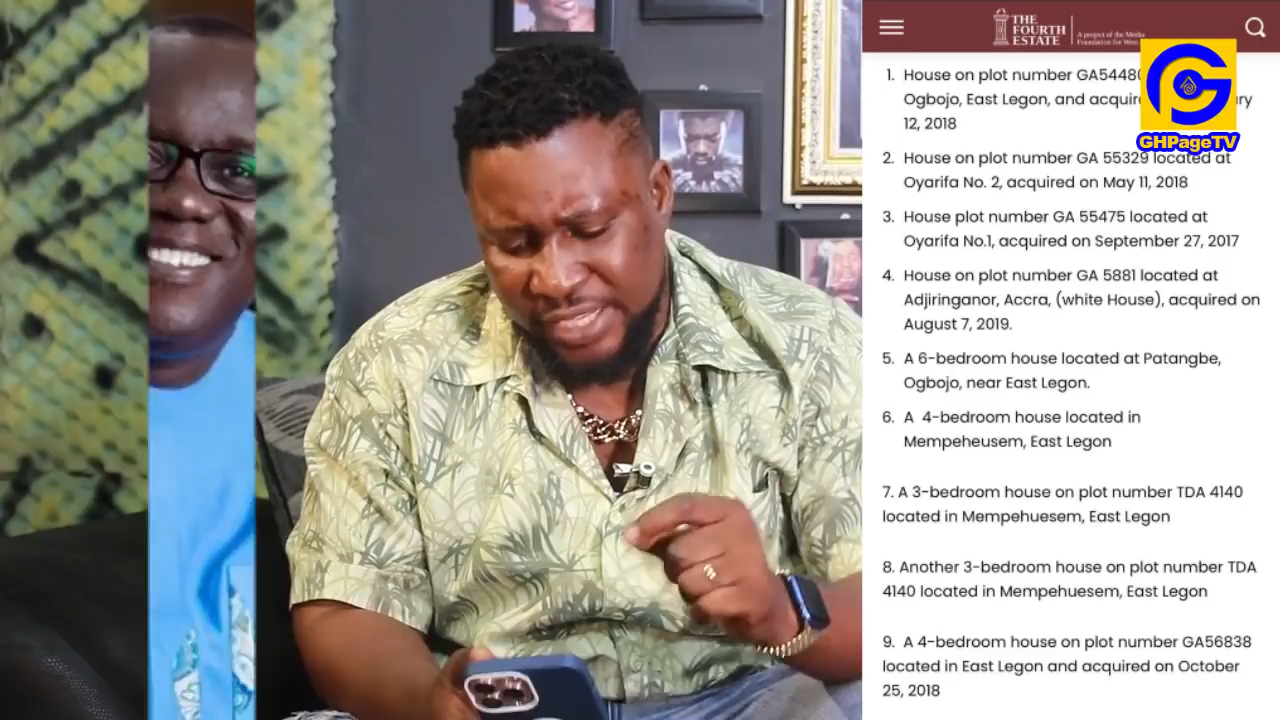 THE
FOURTH
ESTATE
A project of the Media
Foundation for West
GHPageTV
1. House on plot number GA5448
Ogbojo, East Legon, and
12, 2018
2. House on plot number GA 55329 located at
Oyarifa No. 2, acquired on May 11, 2018
3. House plot number GA 55475 located at
Oyarifa No.1, acquired on September 27, 2017
4. House on plot number GA 5881 located at
Adjiringanor, Accra, (white House), acquired on
August 7, 2019.
5. A 6-bedroom house located at Patangbe,
Ogbojo, near East Legon.
6. A 4-bedroom house located in
Mempeheusem, East Legon
7. A 3-bedroom house on plot number TDA 4140
located in Mempehuesem, East Legon
8. Another 3-bedroom house on plot number TDA
4140 located in Mempehuesem, East Legon
9. A 4-bedroom house on plot number GA56838
located in East Legon and acquired on October
25, 2018